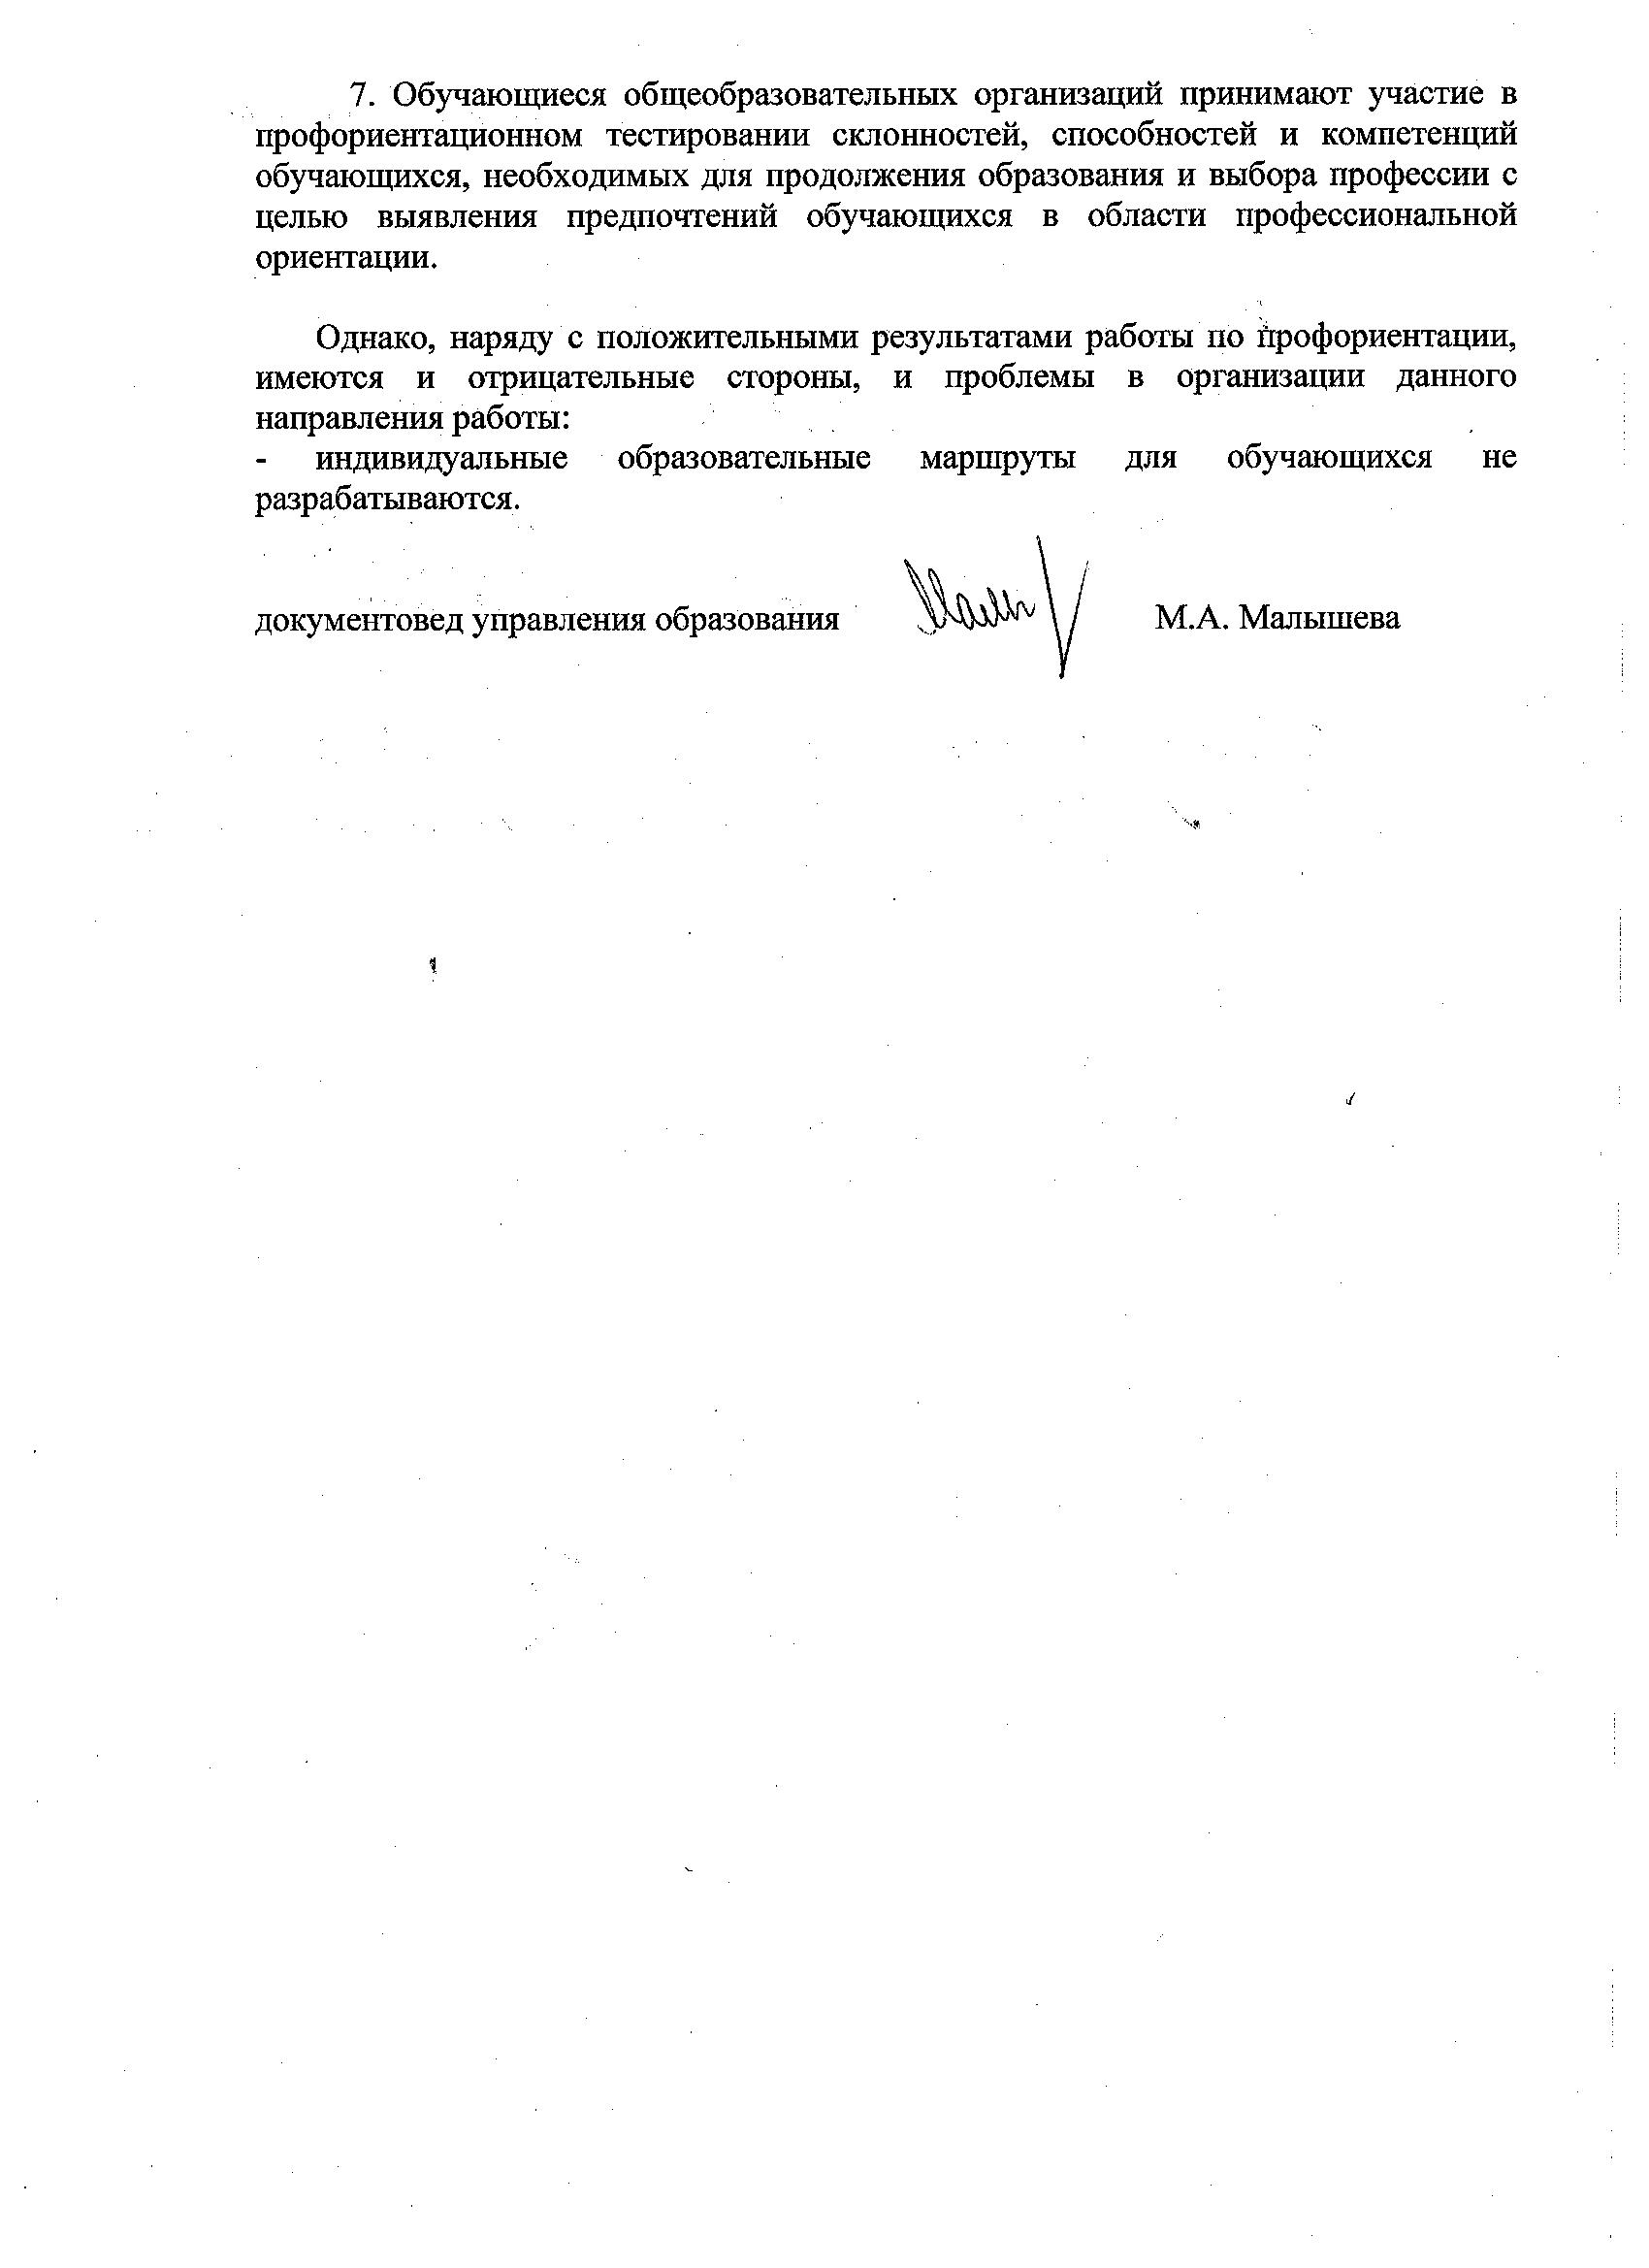 7. Обучающиеся общеобразовательных организаций принимают участие в
профориентационном тестировании склонностей, способностей и компетенций
обучающихся, необходимых для продолжения образования и выбора профессии с
целью выявления предпочтений обучающихся в области профессиональной
ориентации.
Однако, наряду с положительными результатами работы по профориентации,
имеются и отрицательные стороны, и проблемы в организации данного
направления работы:
- индивидуальные образовательные маршруты для обучающихся не
разрабатываются.
документовед управления образования М.А. Малышева